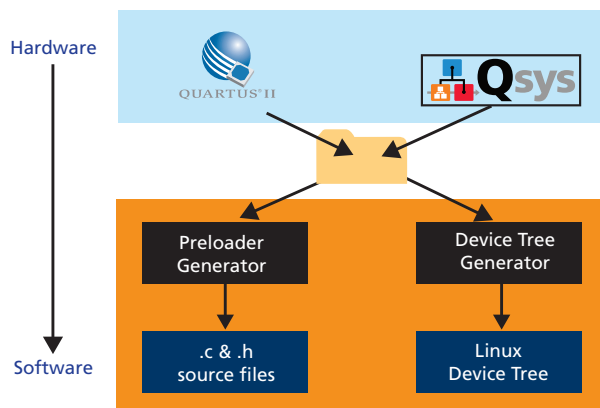 Hardware
QUARTUS® II
Qsys
Preloader
Generator
Device Tree
Generator
.c & .h
source files
Linux
Device Tree
Software